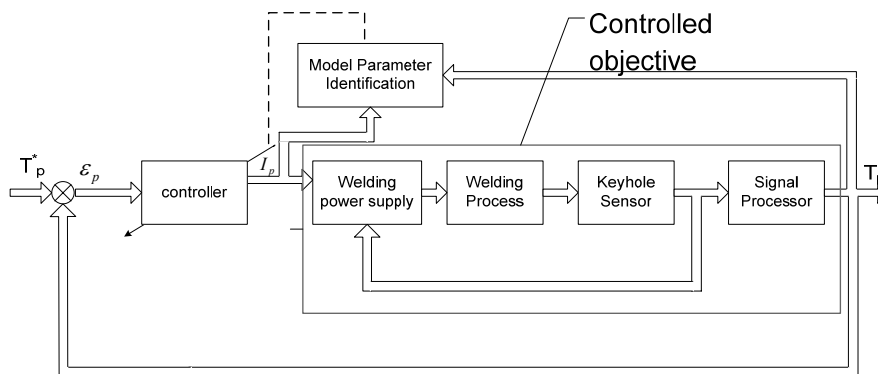 Controlled
objective
Model Parameter
Identification
T*p
εp
controller
Ip
Welding
power supply
Welding
Process
Keyhole
Sensor
Signal
Processor
T